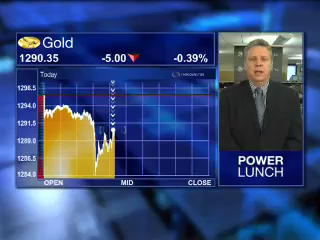 Gold
1290.35 -5.00 -0.39%
Today
1296.5
1294.0
1291.5
1289.0
1286.5
1284.0
OPEN MID CLOSE
POWER
LUNCH